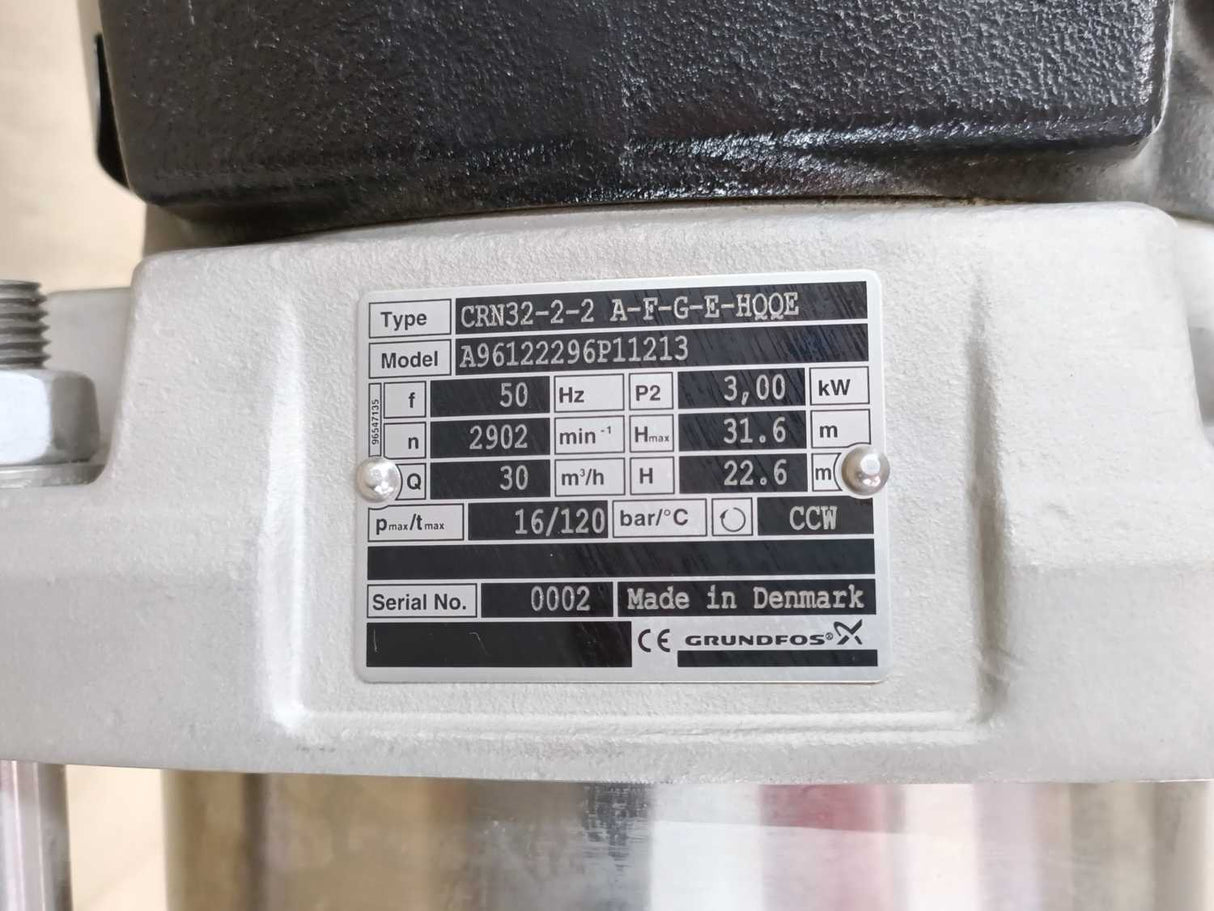 Type CRN32-2-2 A-F-G-E-HQQE
Model A96122296P11213
96547135
f 50 Hz P2 3,00 kW
n 2902 min⁻¹ Hmax 31.6 m
Q 30 m³/h H 22.6 m
pmax/tmax 16/120 bar/°C CCW
Serial No. 0002 Made in Denmark
CE GRUNDFOS®